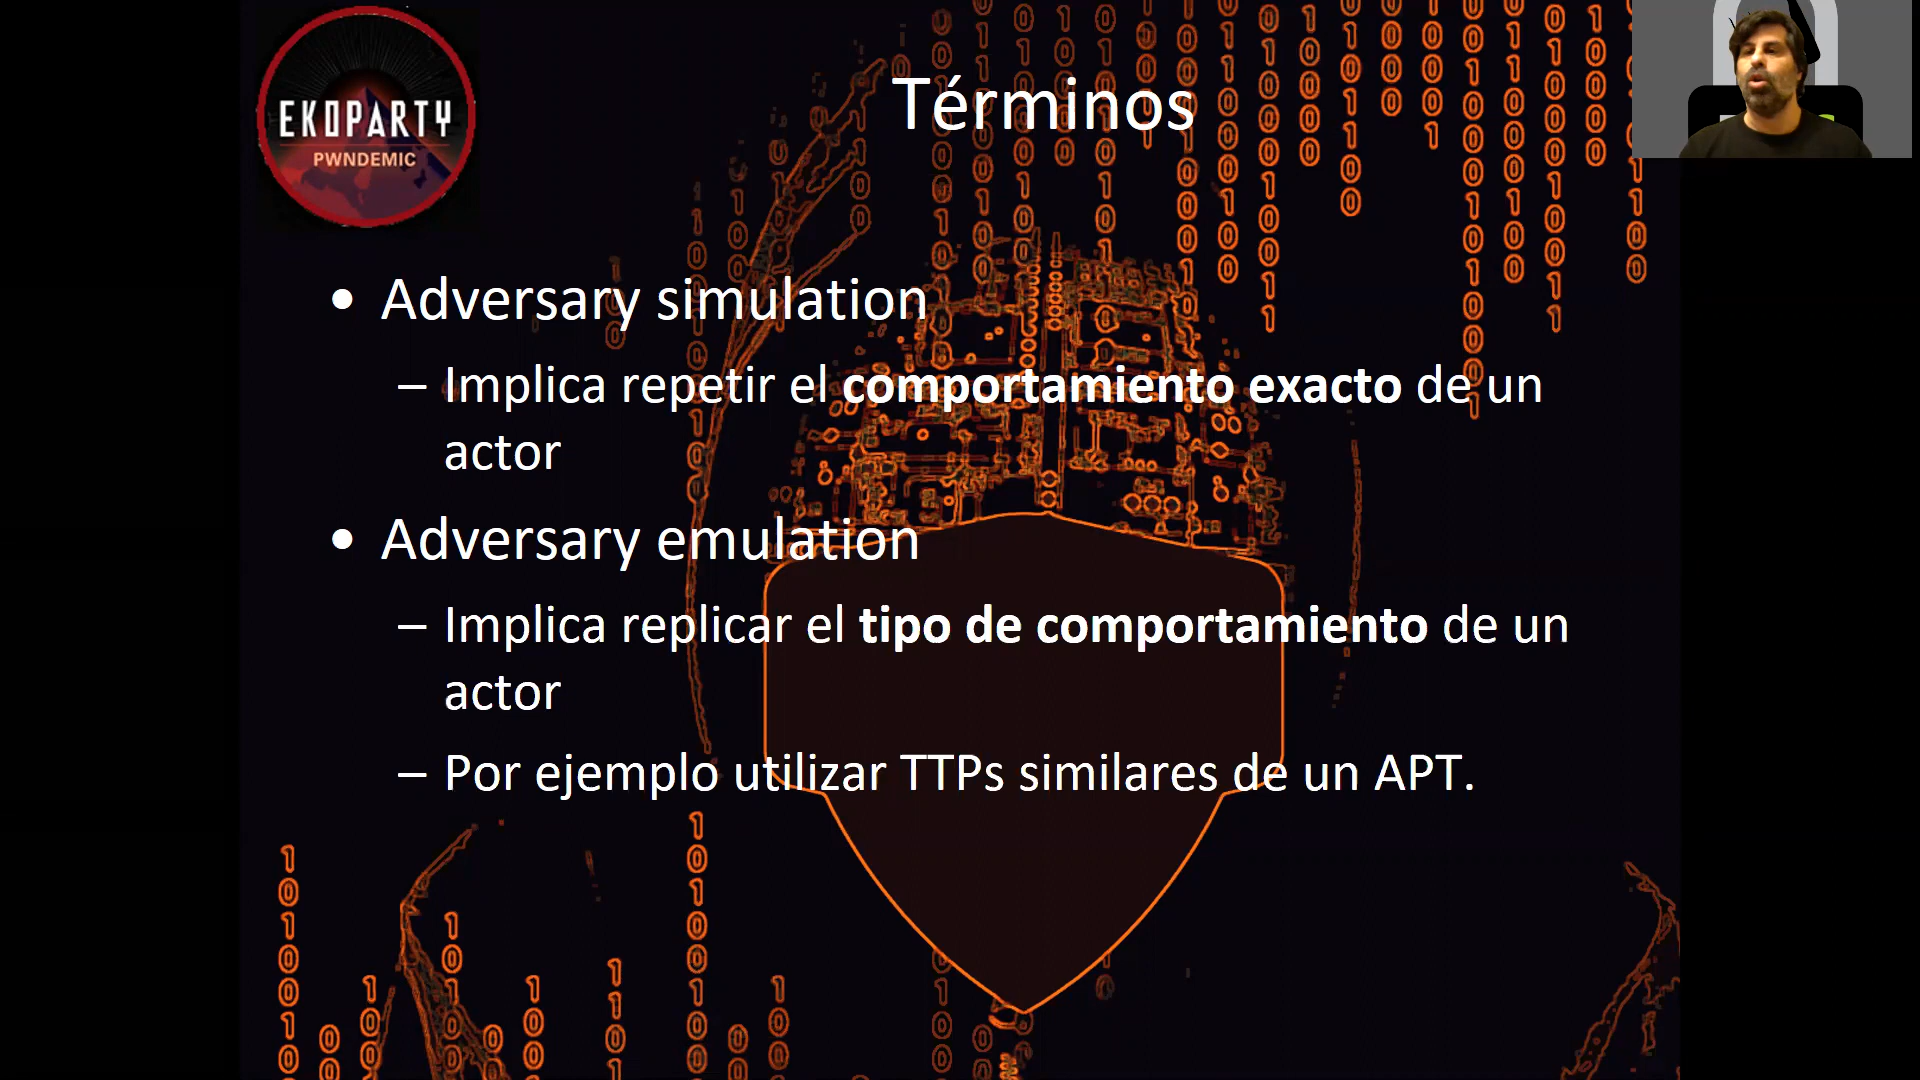 EKOPARTY
PWNDEMIC
Términos
• Adversary simulation
– Implica repetir el comportamiento exacto de un
actor
• Adversary emulation
– Implica replicar el tipo de comportamiento de un
actor
– Por ejemplo utilizar TTPs similares de un APT.